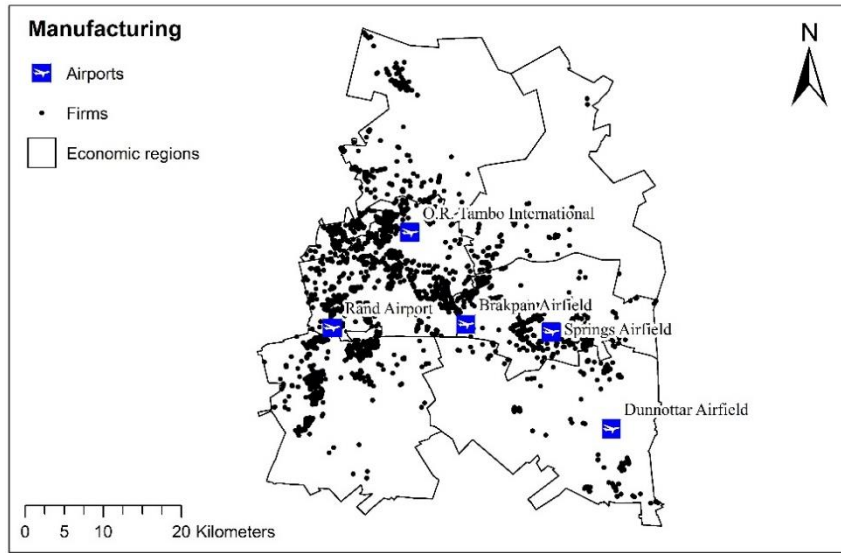 Manufacturing
Airports
Firms
Economic regions
N
O.R. Tambo International
Rand Airport
Brakpan Airfield
Springs Airfield
Dunnottar Airfield
0 5 10 20 Kilometers